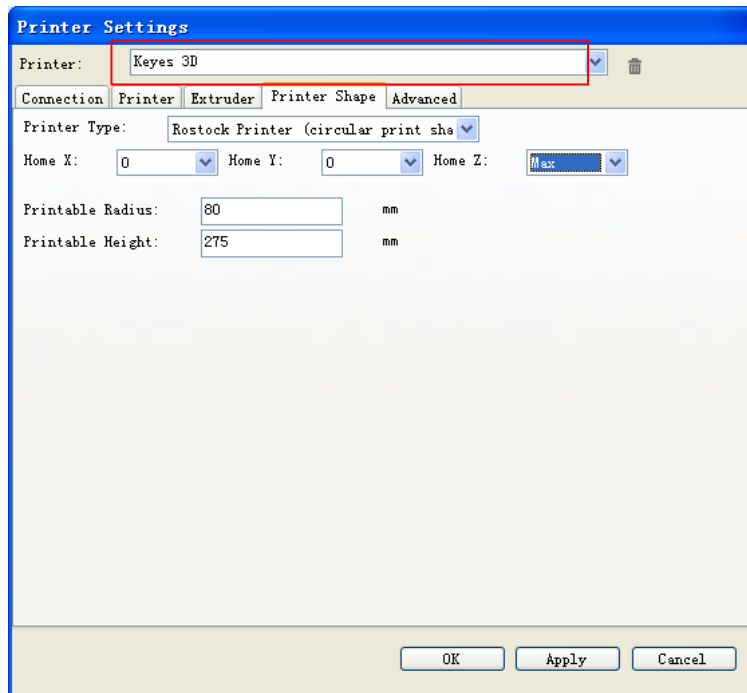 Printer Settings
Printer: Keyes 3D
Connection Printer Extruder Printer Shape Advanced
Printer Type: Rostock Printer (circular print sha
Home X: 0 Home Y: 0 Home Z: Max
Printable Radius: 80 mm
Printable Height: 275 mm
OK Apply Cancel